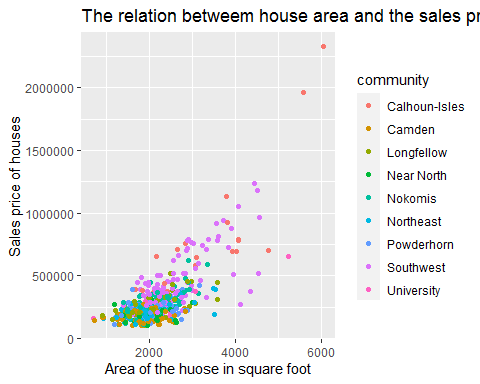 The relation betweem house area and the sales pr
community
Calhoun-Isles
Camden
Longfellow
Near North
Nokomis
Northeast
Powderhorn
Southwest
University
Sales price of houses
2000000
1500000
1000000
500000
0
2000
4000
6000
Area of the huose in square foot